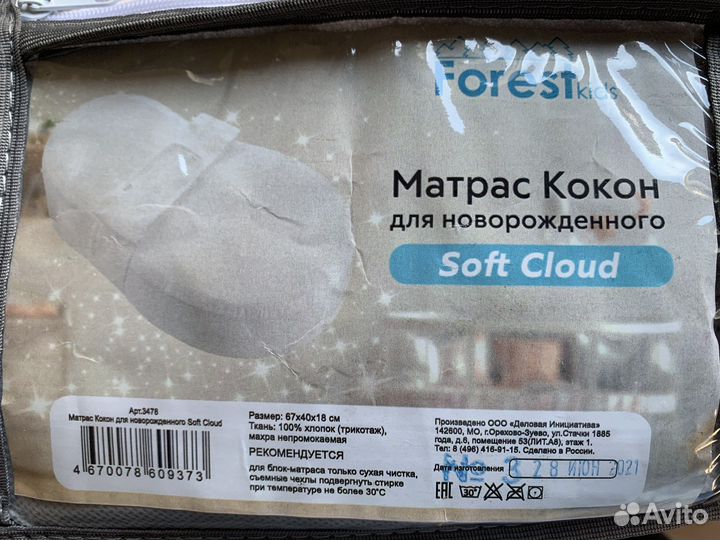 Forest kids
Матрас Кокон
для новорожденного
Soft Cloud
Арт.3478
Матрас Кокон для новорожденного Soft Cloud
4 670078 609373
Размер: 67х40х18 см
Ткань: 100% хлопок (трикотаж),
махра непромокаемая
РЕКОМЕНДУЕТСЯ
для блок-матраса только сухая чистка,
съемные чехлы подвергнуть стирке
при температуре не более 30°С
Произведено ООО «Деловая Инициатива»
142600, МО, г.Орехово-Зуево, ул.Стачки 1885
года, д.6, помещение 53(ЛИТ.А8), этаж 1.
Тел: 8 (496) 416-91-15. Сделано в России.
Дата изготовления
№ 3 28 ИЮН 2021
EAC 30°
Avito